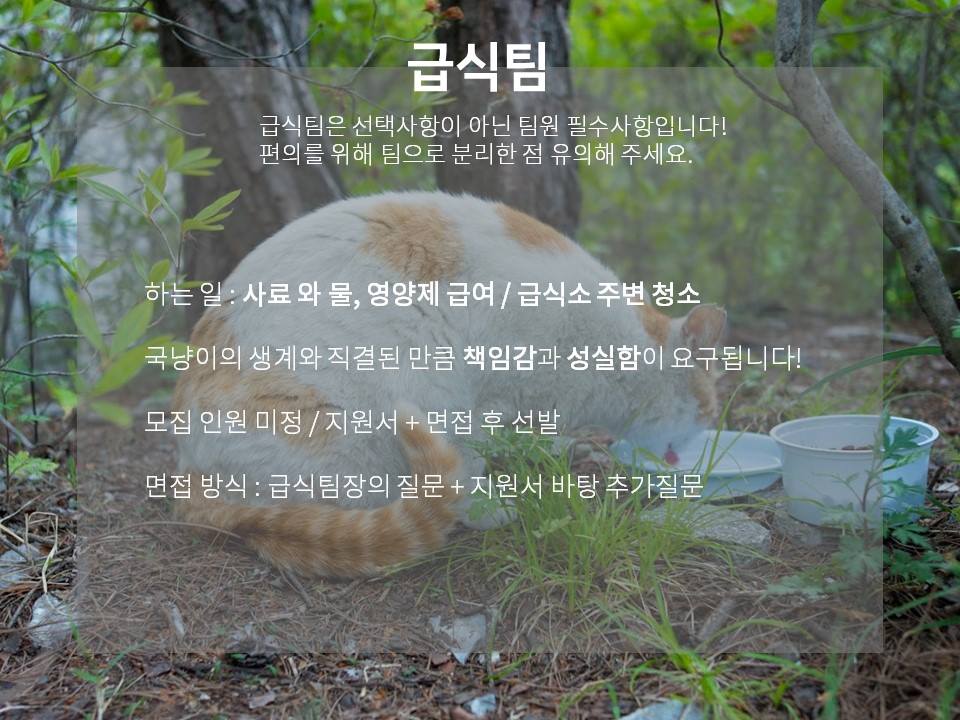 급식팀
급식팀은 선택사항이 아닌 팀원 필수사항입니다!
편의를 위해 팀으로 분리한 점 유의해 주세요.
하는 일 : 사료 와 물, 영양제 급여 / 급식소 주변 청소
국냥이의 생계와 직결된 만큼 책임감과 성실함이 요구됩니다!
모집 인원 미정 / 지원서 + 면접 후 선발
면접 방식 : 급식팀장의 질문 + 지원서 바탕 추가질문